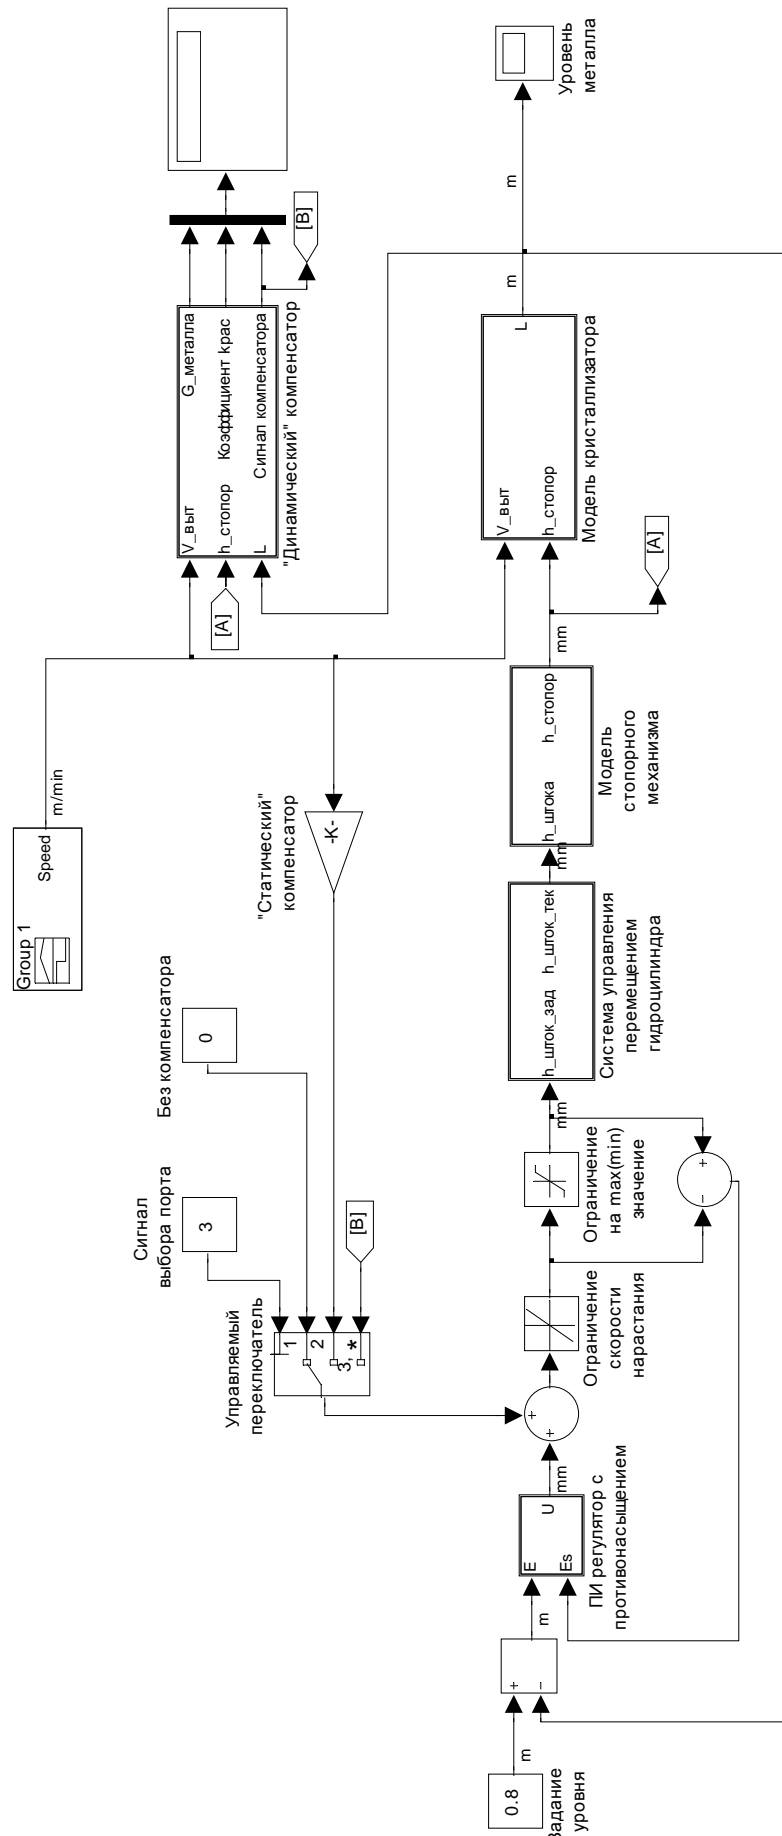 Group 1
Speed
m/min
V_выт
h_стопор
L
G_металла
Коэффициент крас
Сигнал компенсатора
"Динамический" компенсатор
[A]
[B]
Сигнал
выбора порта
3
Без компенсатора
0
"Статический"
компенсатор
-K-
[B]
Управляемый
переключатель
1
2
3, *
0.8
Задание
уровня
m
+
−
m
E
Es
U
ПИ регулятор с
противонасыщением
mm
+
+
Ограничение
скорости
нарастания
Ограничение
на max(min)
значение
−
+
mm
h_шток_зад
h_шток_тек
Система управления
перемещением
гидроцилиндра
mm
h_штока
h_стопор
Модель
стопорного
механизма
mm
[A]
V_выт
h_стопор
L
Модель кристаллизатора
m
m
Уровень
металла